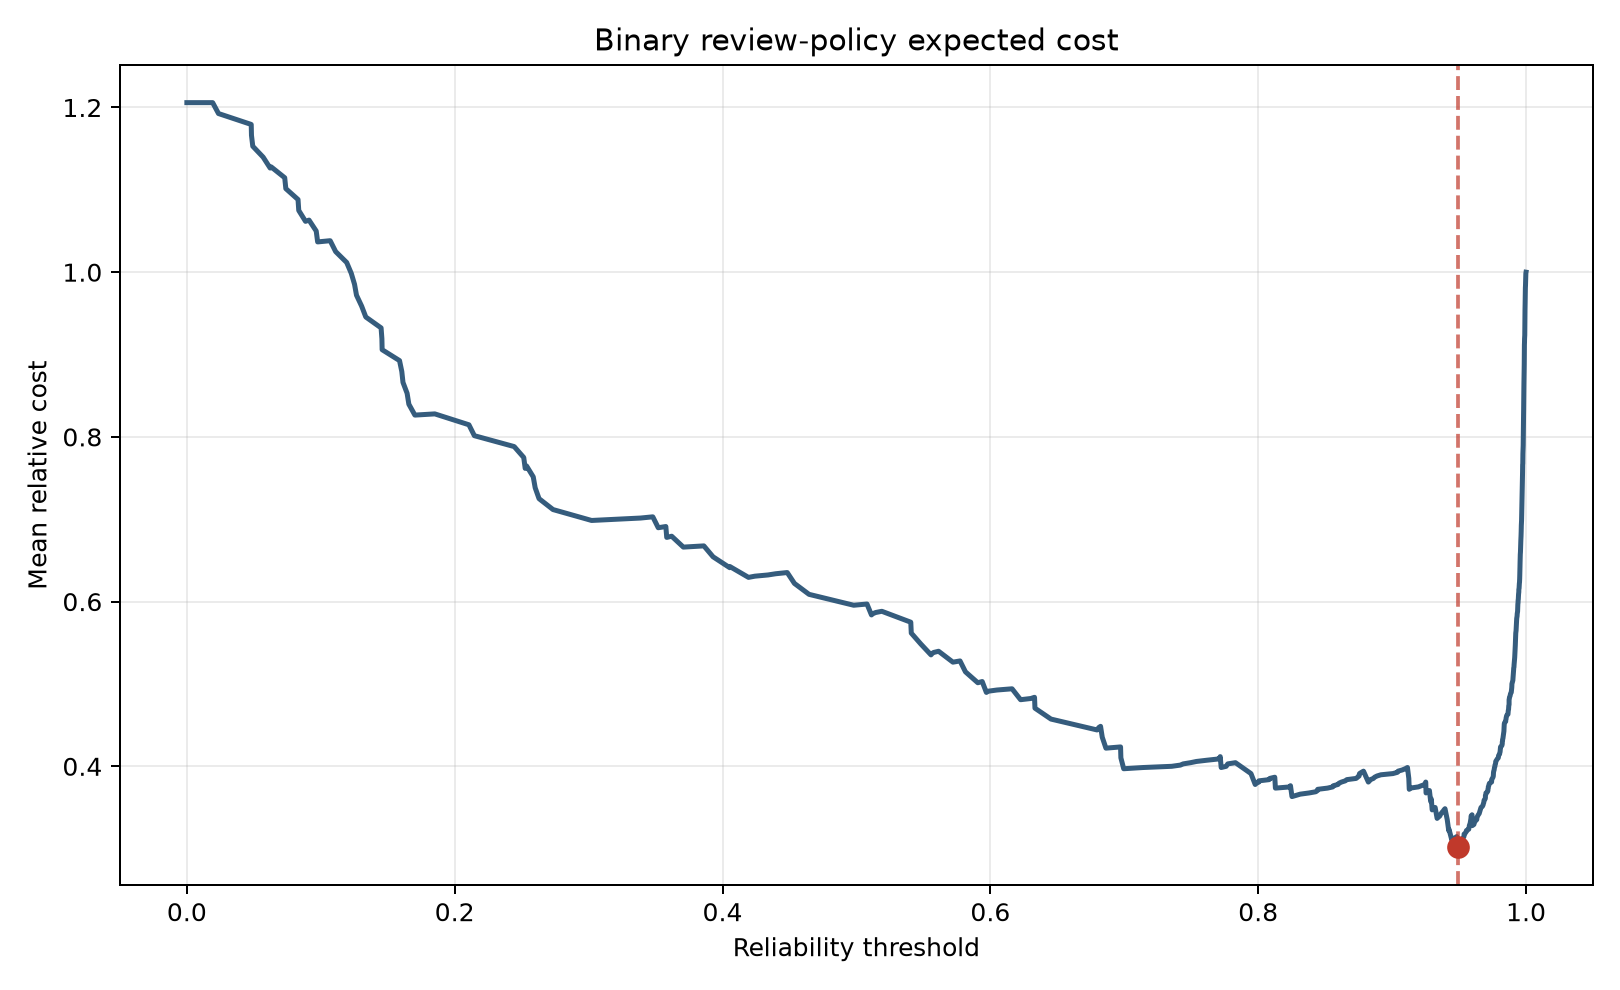 Binary review-policy expected cost
Mean relative cost
1.2
1.0
0.8
0.6
0.4
0.0 0.2 0.4 0.6 0.8 1.0
Reliability threshold